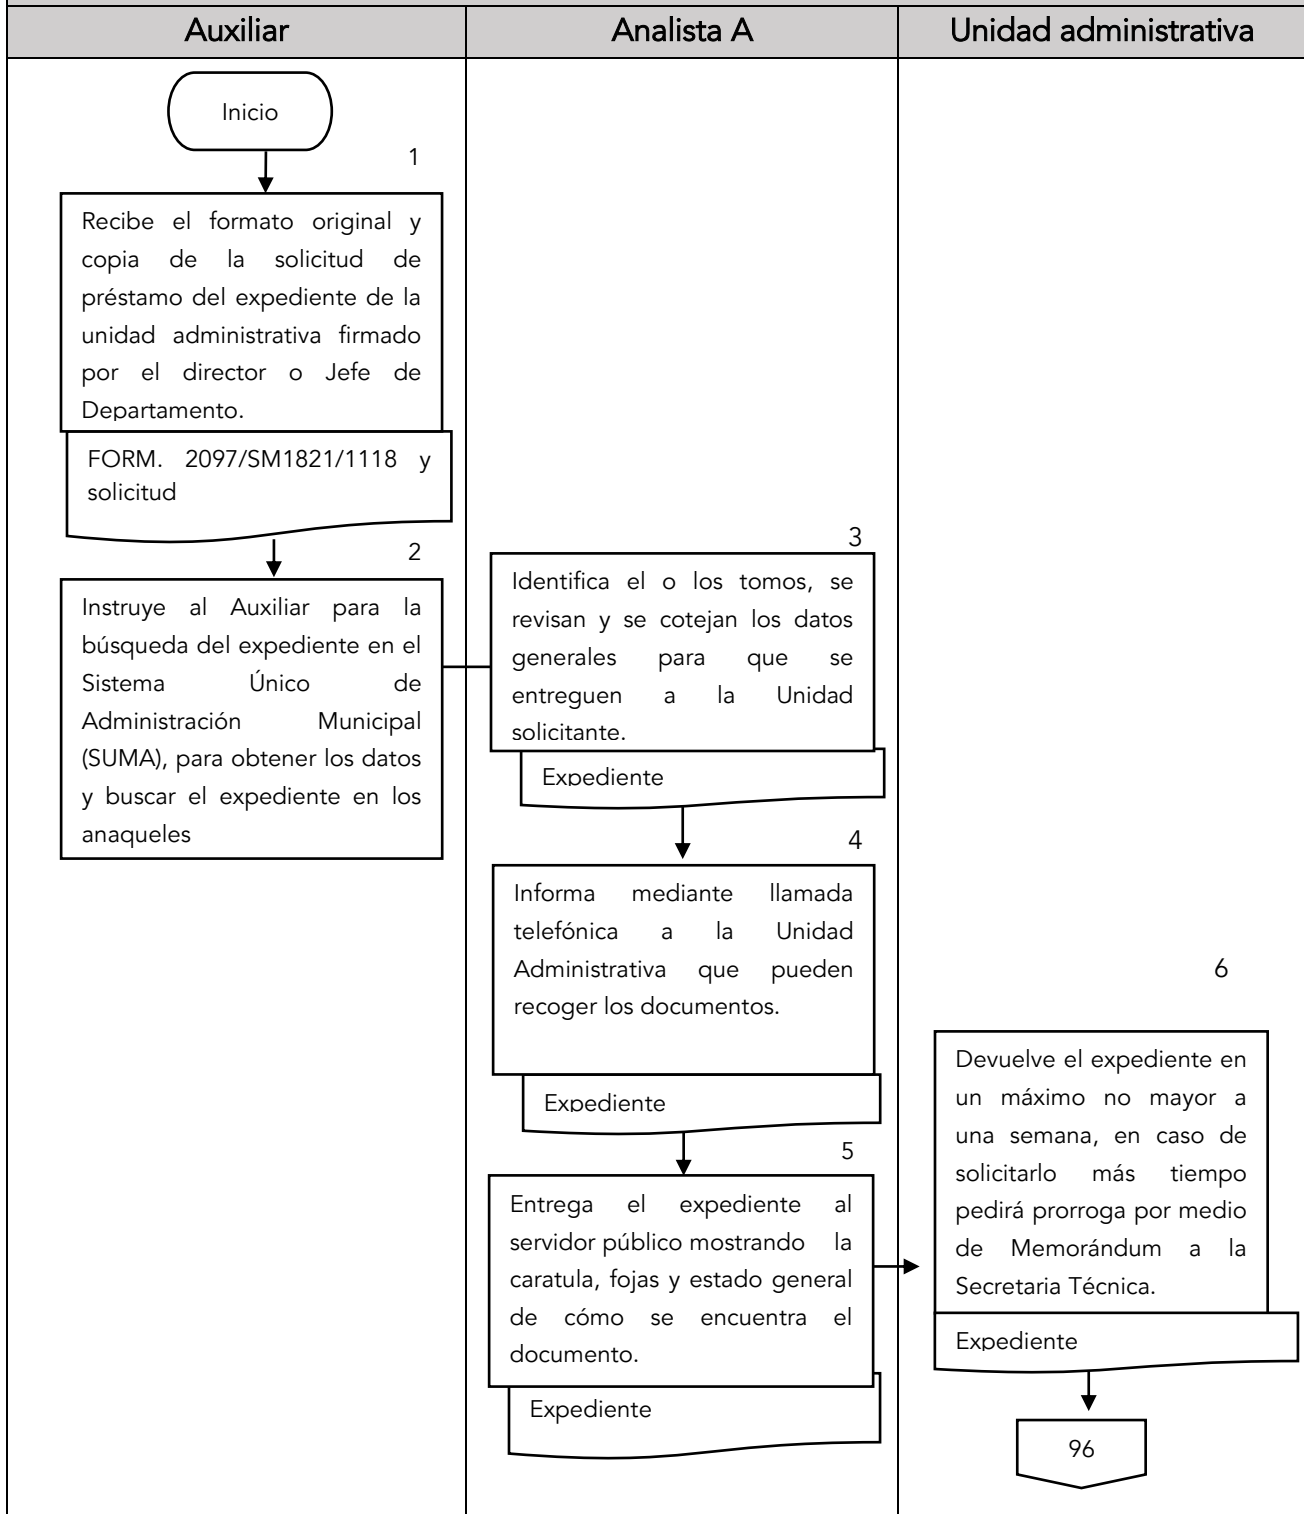 Auxiliar
Analista A
Unidad administrativa
Inicio
1
Recibe el formato original y
copia de la solicitud de
préstamo del expediente de la
unidad administrativa firmado
por el director o Jefe de
Departamento.
FORM. 2097/SM1821/1118 y
solicitud
2
Instruye al Auxiliar para la
búsqueda del expediente en el
Sistema Único de
Administración Municipal
(SUMA), para obtener los datos
y buscar el expediente en los
anaqueles
3
Identifica el o los tomos, se
revisan y se cotejan los datos
generales para que se
entreguen a la Unidad
solicitante.
Expediente
4
Informa mediante llamada
telefónica a la Unidad
Administrativa que pueden
recoger los documentos.
Expediente
5
Entrega el expediente al
servidor público mostrando la
caratula, fojas y estado general
de cómo se encuentra el
documento.
Expediente
6
Devuelve el expediente en
un máximo no mayor a
una semana, en caso de
solicitarlo más tiempo
pedirá prorroga por medio
de Memorándum a la
Secretaria Técnica.
Expediente
96